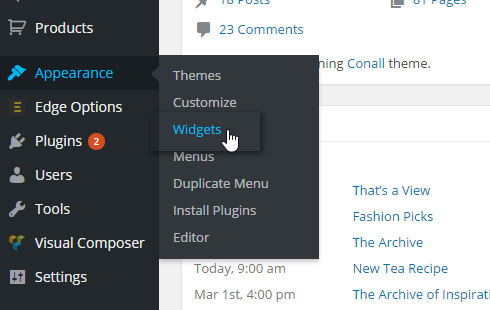 Products
Appearance
Edge Options
Plugins 2
Users
Tools
Visual Composer
Settings
Themes
Customize
Widgets
Menus
Duplicate Menu
Install Plugins
Editor
18 Posts
81 Pages
23 Comments
ning Conall theme.
That's a View
Fashion Picks
The Archive
Today, 9:00 am New Tea Recipe
Mar 1st, 4:00 pm The Archive of Inspirati